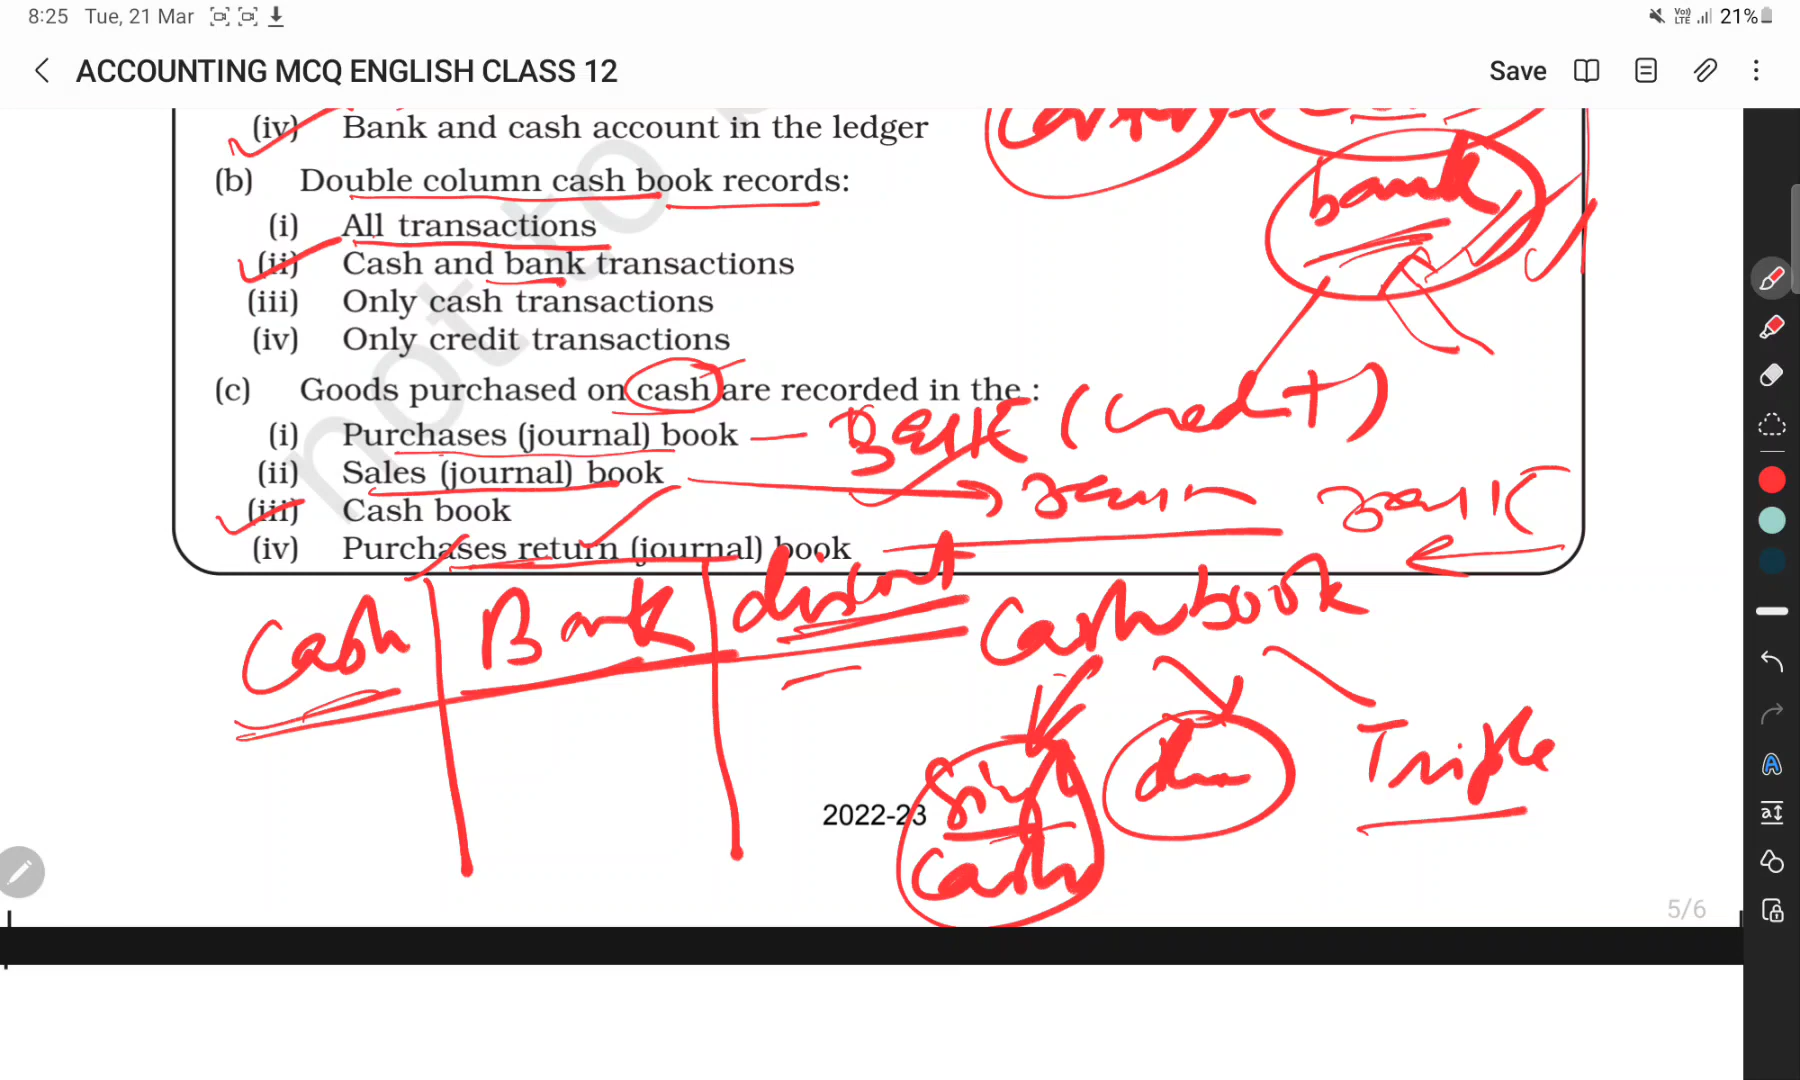 8:25 Tue, 21 Mar 21%
ACCOUNTING MCQ ENGLISH CLASS 12
Save
(iv) Bank and cash account in the ledger
bank
(b) Double column cash book records:
(i) All transactions
(ii) Cash and bank transactions
(iii) Only cash transactions
(iv) Only credit transactions
(c) Goods purchased on cash are recorded in the :
(i) Purchases (journal) book
(ii) Sales (journal) book
(iii) Cash book
(iv) Purchases return (journal) book
not to
Cash Bank
Cash book
Triple
2022-23
Cash
5/6